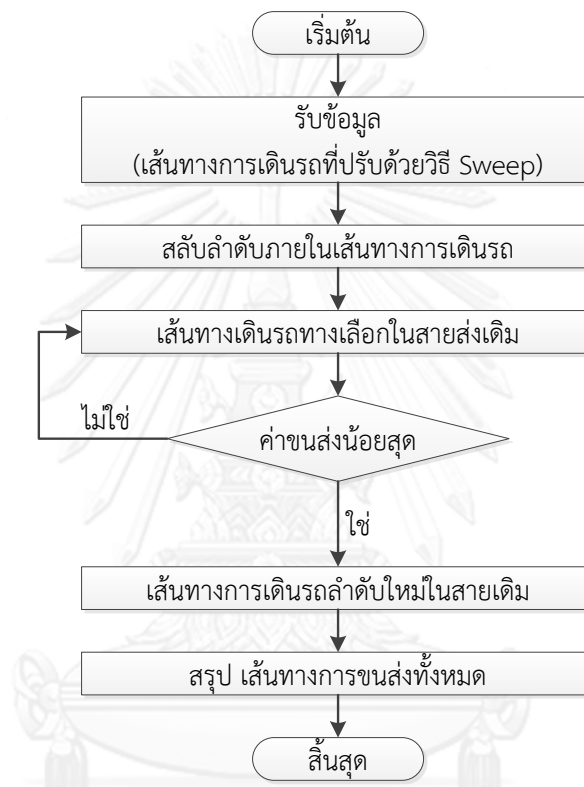 เริ่มต้น
รับข้อมูล
(เส้นทางการเดินรถที่ปรับด้วยวิธี Sweep)
สลับลำดับภายในเส้นทางการเดินรถ
เส้นทางเดินรถทางเลือกในสายส่งเดิม
ไม่ใช่
ค่าขนส่งน้อยสุด
ใช่
เส้นทางการเดินรถลำดับใหม่ในสายเดิม
สรุป เส้นทางการขนส่งทั้งหมด
สิ้นสุด